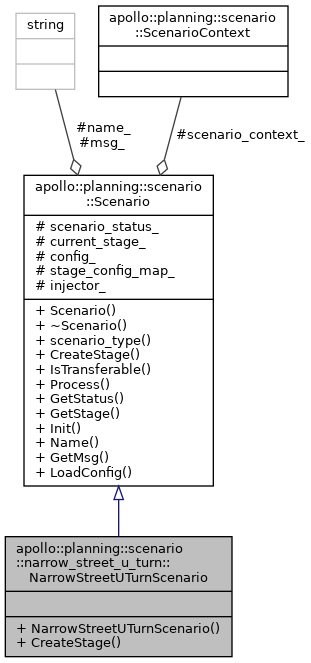 string
apollo::planning::scenario
::ScenarioContext
#name_
#msg_
#scenario_context_
apollo::planning::scenario
::Scenario
# scenario_status_
# current_stage_
# config_
# stage_config_map_
# injector_
+ Scenario()
+ ~Scenario()
+ scenario_type()
+ CreateStage()
+ IsTransferable()
+ Process()
+ GetStatus()
+ GetStage()
+ Init()
+ Name()
+ GetMsg()
+ LoadConfig()
apollo::planning::scenario
::narrow_street_u_turn::
NarrowStreetUTurnScenario
+ NarrowStreetUTurnScenario()
+ CreateStage()